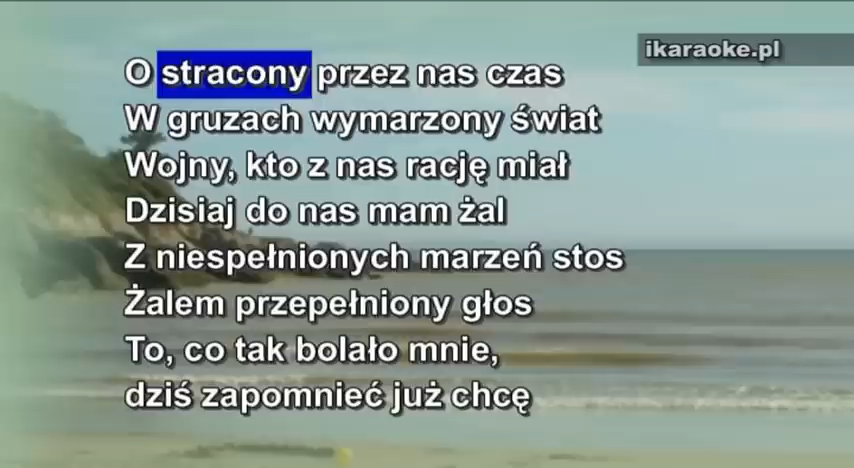 ikaraoke.pl
O stracony przez nas czas
W gruzach wymarzony świat
Wojny, kto z nas rację miał
Dzisiaj do nas mam żal
Z niespełnionych marzeń stos
Żalem przepełniony głos
To, co tak bolało mnie,
dziś zapomnieć już chcę